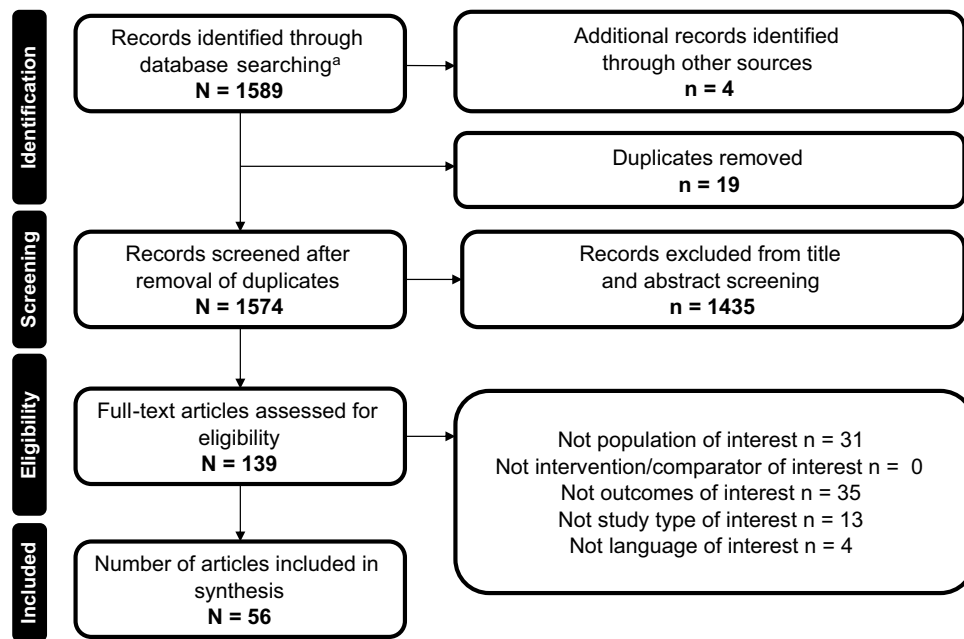 Identification
Records identified through
database searchingᵃ
N = 1589
Additional records identified
through other sources
n = 4
Duplicates removed
n = 19
Screening
Records screened after
removal of duplicates
N = 1574
Records excluded from title
and abstract screening
n = 1435
Eligibility
Full-text articles assessed for
eligibility
N = 139
Not population of interest n = 31
Not intervention/comparator of interest n = 0
Not outcomes of interest n = 35
Not study type of interest n = 13
Not language of interest n = 4
Included
Number of articles included in
synthesis
N = 56